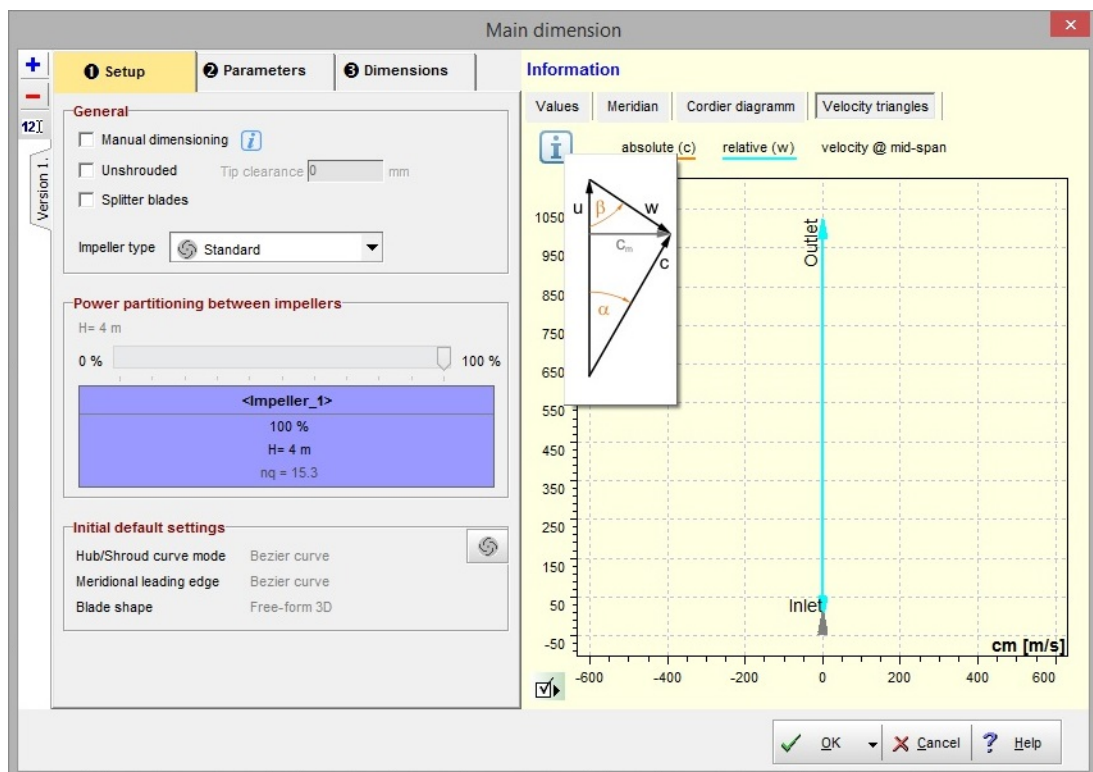 Main dimension
1 Setup
2 Parameters
3 Dimensions
12
Version 1.
General
Manual dimensioning i
Unshrouded Tip clearance 0 mm
Splitter blades
Impeller type Standard
Power partitioning between impellers
H= 4 m
0 % 100 %
<Impeller_1>
100 %
H= 4 m
nq = 15.3
Initial default settings
Hub/Shroud curve mode Bezier curve
Meridional leading edge Bezier curve
Blade shape Free-form 3D
Information
Values Meridian Cordier diagramm Velocity triangles
i absolute (c) relative (w) velocity @ mid-span
u β w
cm
c
α
1050
950
850
750
650
550
450
350
250
150
50
-50
Outlet
Inlet
cm [m/s]
-600 -400 -200 0 200 400 600
OK Cancel ? Help